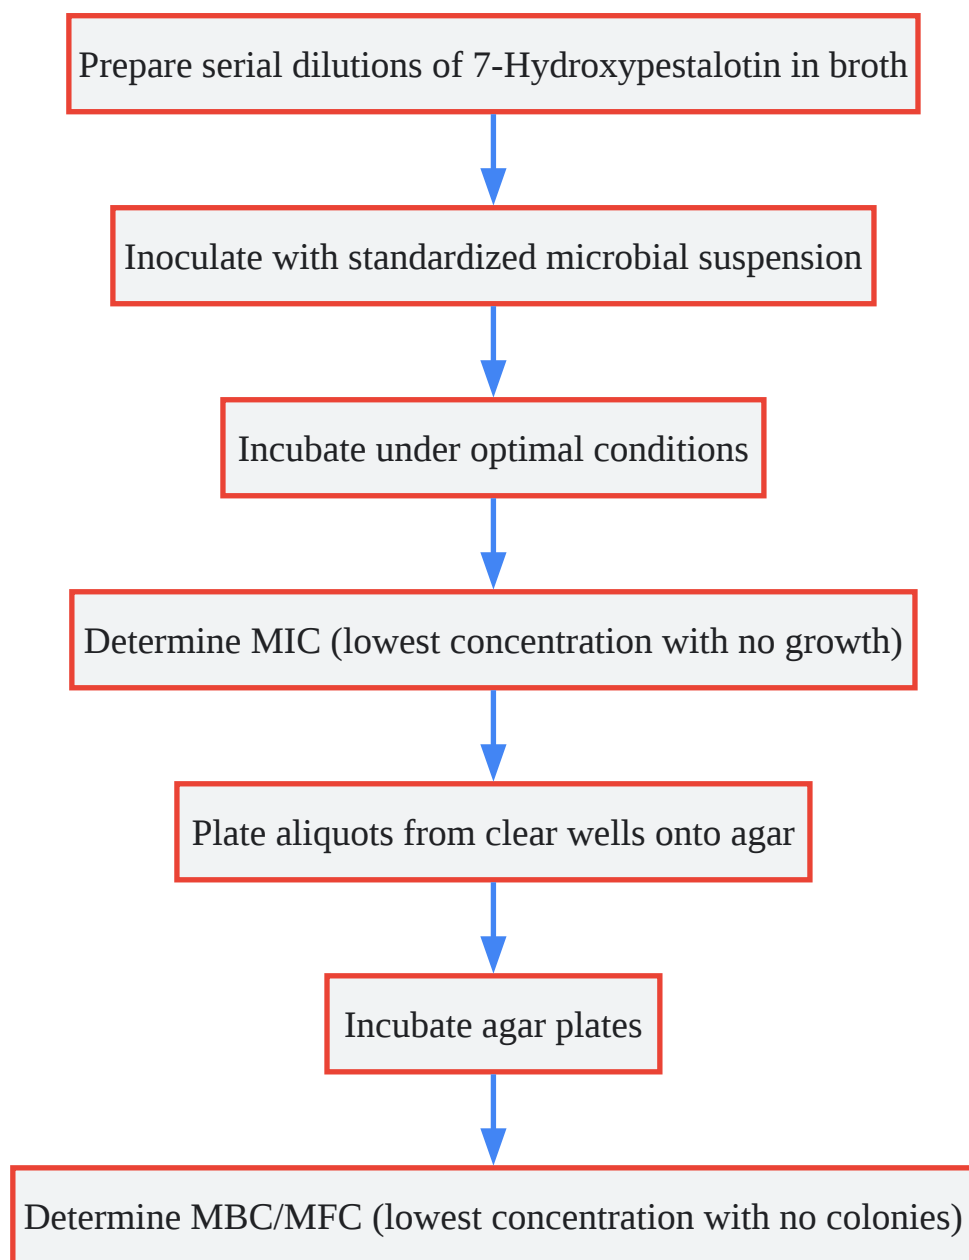 Prepare serial dilutions of 7-Hydroxypestalotin in broth
Inoculate with standardized microbial suspension
Incubate under optimal conditions
Determine MIC (lowest concentration with no growth)
Plate aliquots from clear wells onto agar
Incubate agar plates
Determine MBC/MFC (lowest concentration with no colonies)